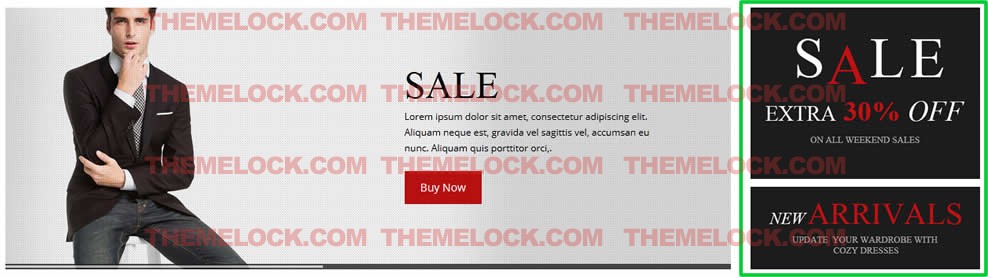 THEMELOCK.COM THEMELOCK.COM THEMELOCK.COM THEMELOCK.COM
THEMELOCK.COM THEMELOCK.COM THEMELOCK.COM THEMELOCK.COM
THEMELOCK.COM THEMELOCK.COM THEMELOCK.COM THEMELOCK.COM
THEMELOCK.COM THEMELOCK.COM THEMELOCK.COM THEMELOCK.COM
SALE
Lorem ipsum dolor sit amet, consectetur adipiscing elit.
Aliquam neque est, gravida vel sagittis vel, accumsan eu
nunc. Aliquam quis porttitor orci,.
Buy Now
SALE
EXTRA 30% OFF
ON ALL WEEKEND SALES
NEW ARRIVALS
UPDATE YOUR WARDROBE WITH
COZY DRESSES